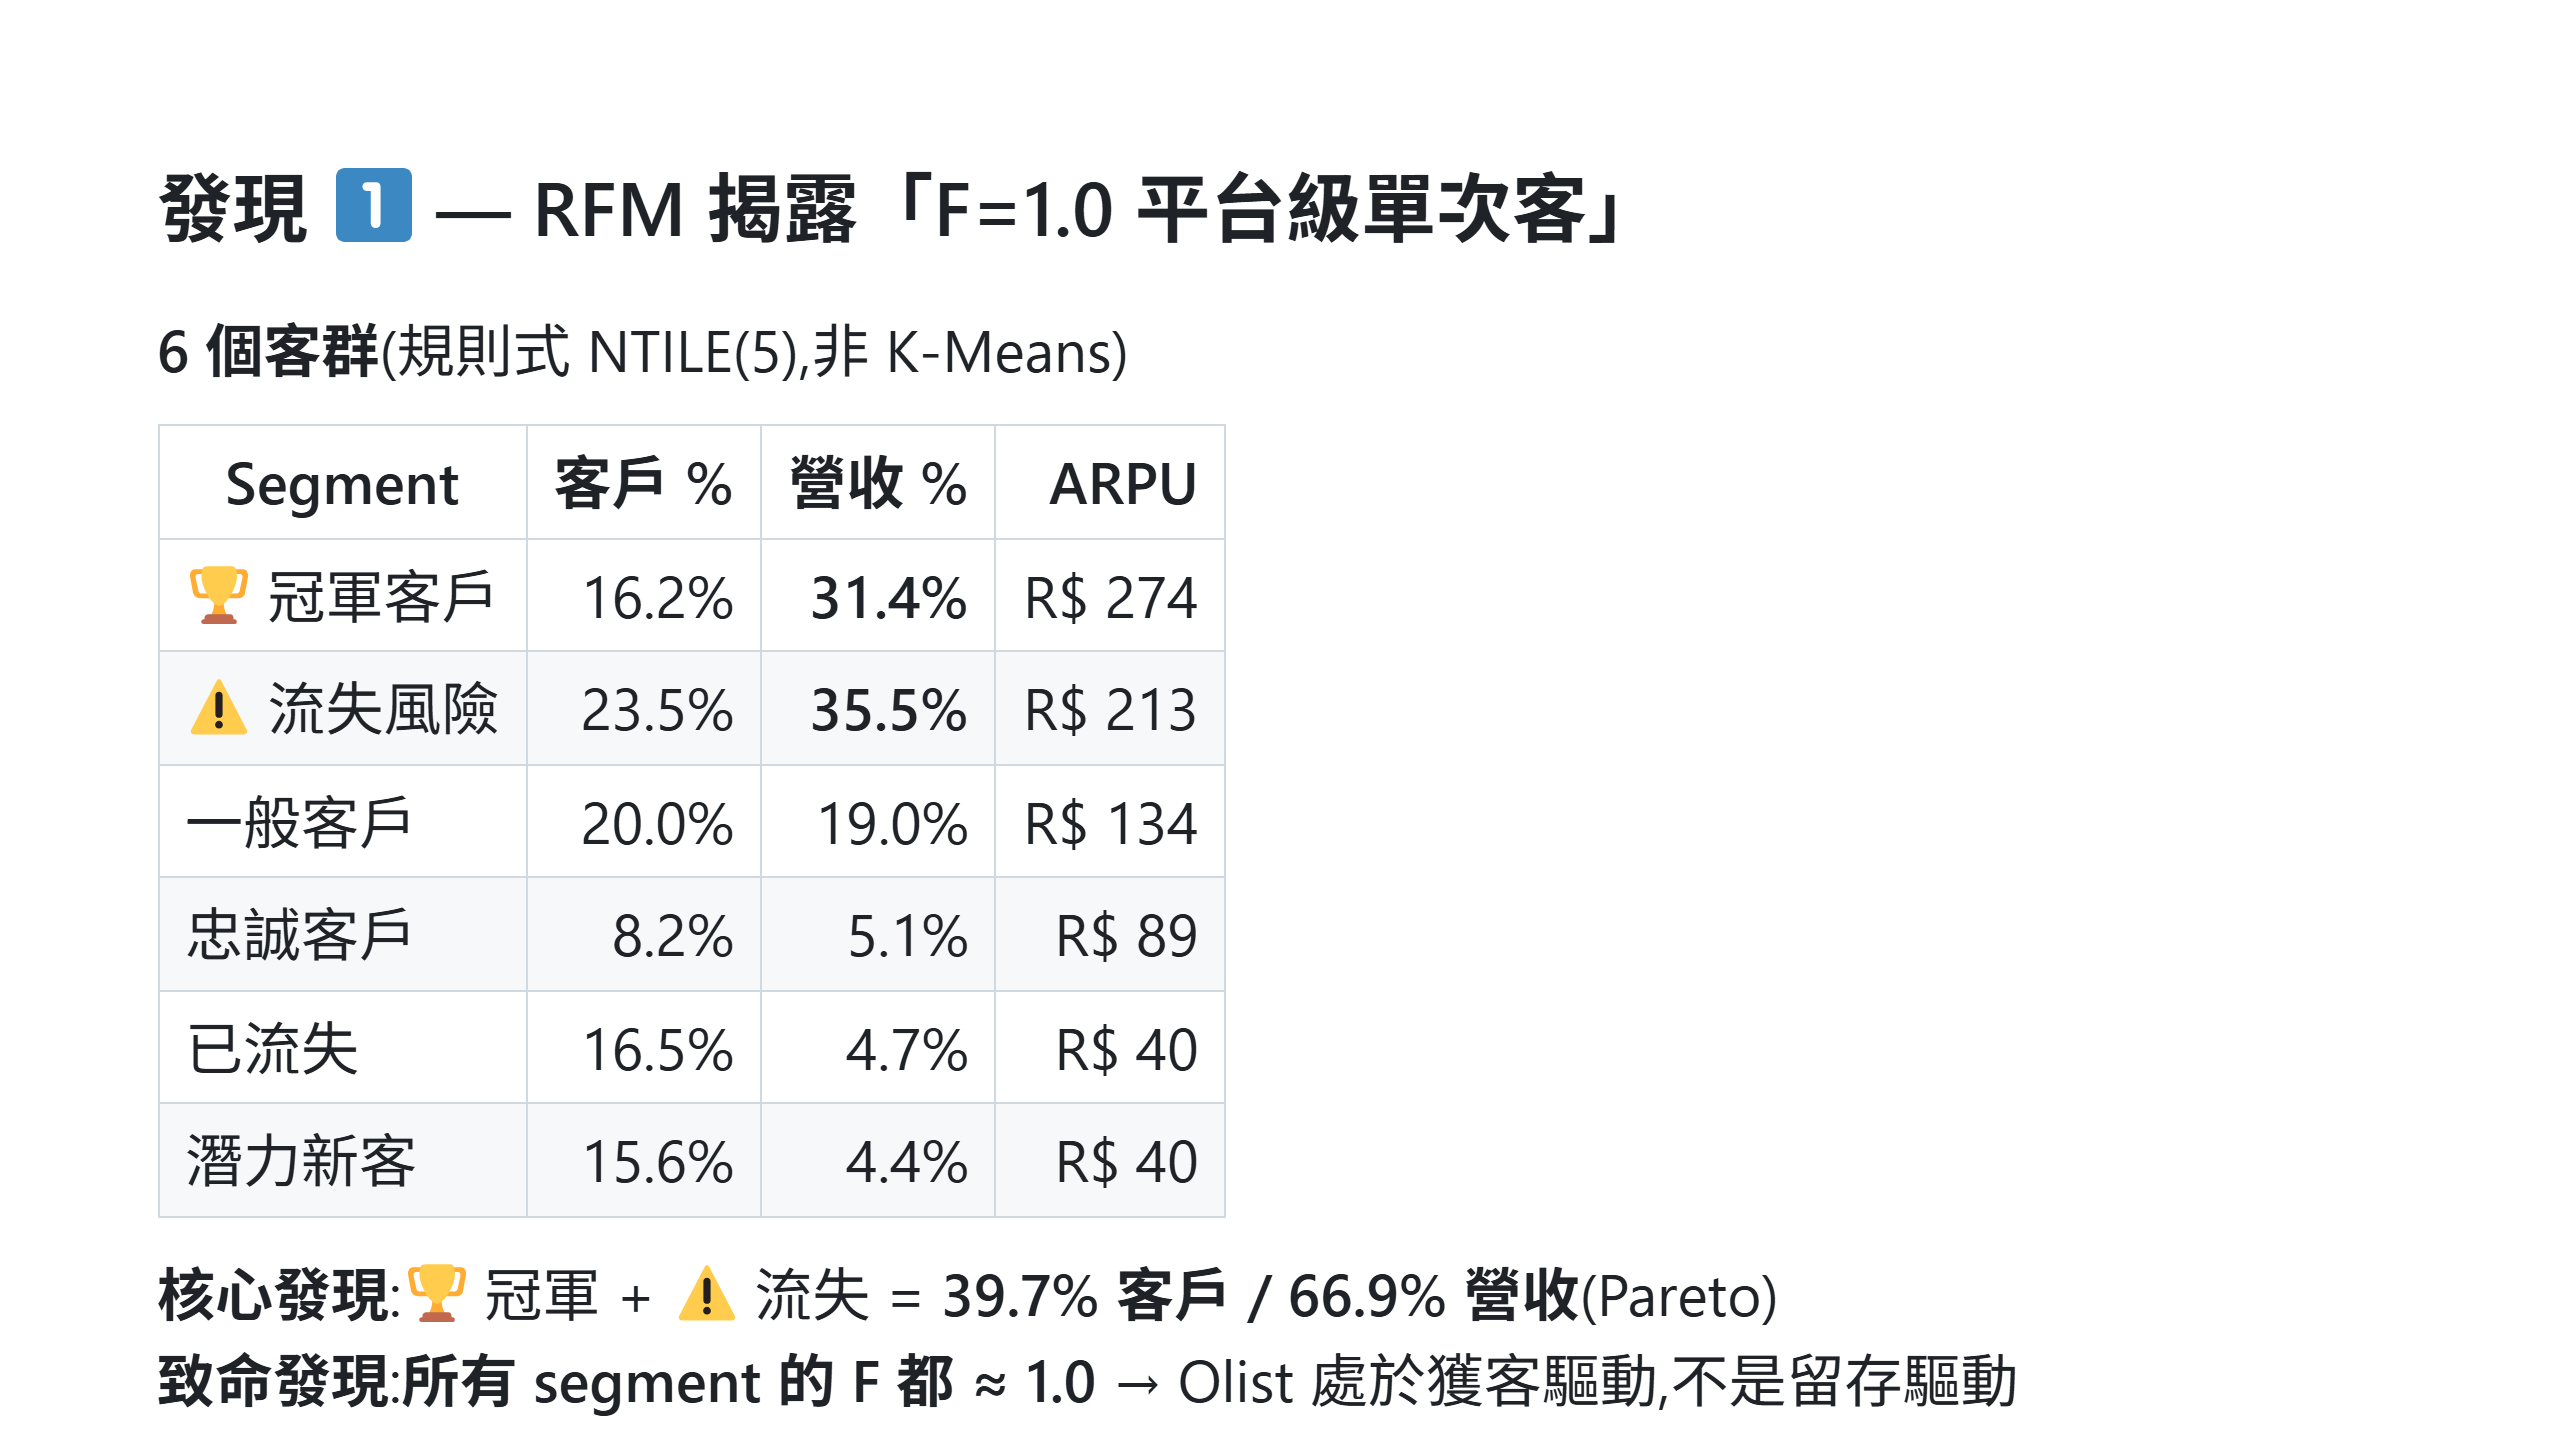 發現 1️⃣ — RFM 揭露「F=1.0 平台級單次客」
6 個客群(規則式 NTILE(5),非 K-Means)
Segment 客戶 % 營收 % ARPU
🏆 冠軍客戶 16.2% 31.4% R$ 274
⚠️ 流失風險 23.5% 35.5% R$ 213
一般客戶 20.0% 19.0% R$ 134
忠誠客戶 8.2% 5.1% R$ 89
已流失 16.5% 4.7% R$ 40
潛力新客 15.6% 4.4% R$ 40
核心發現:🏆 冠軍 + ⚠️ 流失 = 39.7% 客戶 / 66.9% 營收(Pareto)
致命發現:所有 segment 的 F 都 ≈ 1.0 → Olist 處於獲客驅動,不是留存驅動